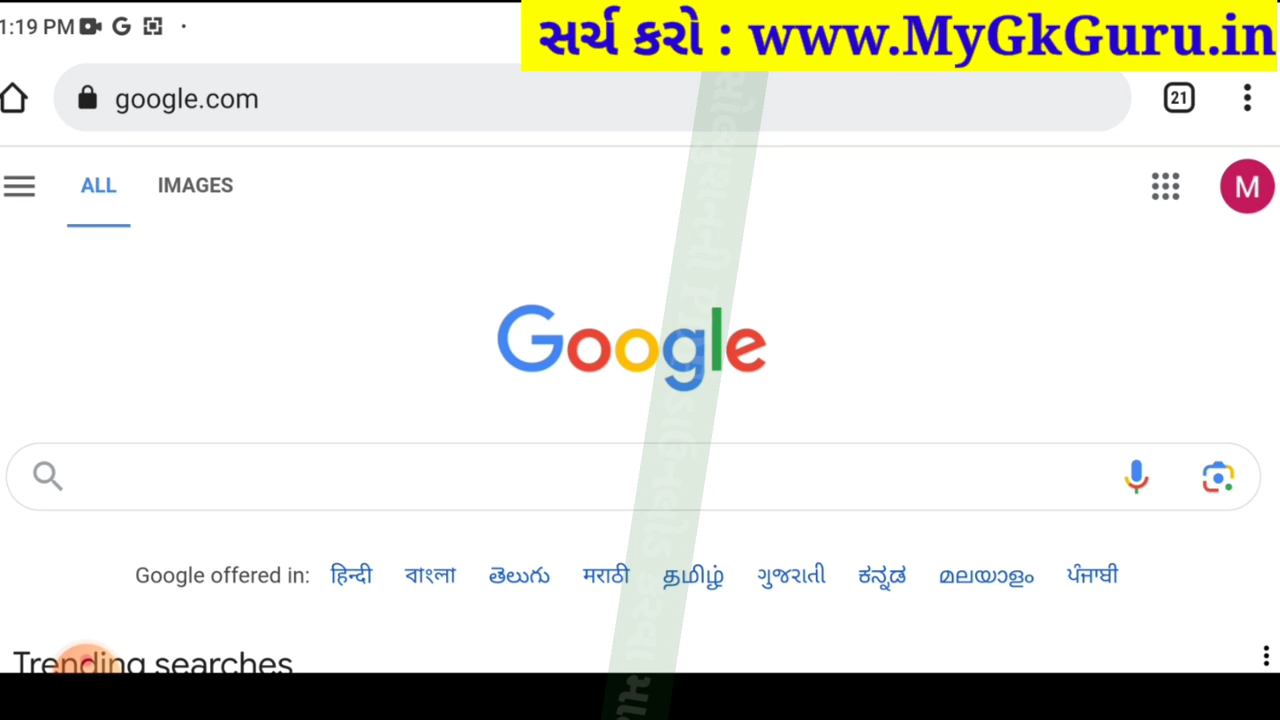 1:19 PM
સર્ચ કરો : www.MyGkGuru.in
google.com
21
ALL IMAGES
M
Google
Google offered in: हिन्दी বাংলা తెలుగు मराठी தமிழ் ગુજરાતી ಕನ್ನಡ മലയാളം ਪੰਜਾਬੀ
Trending searches